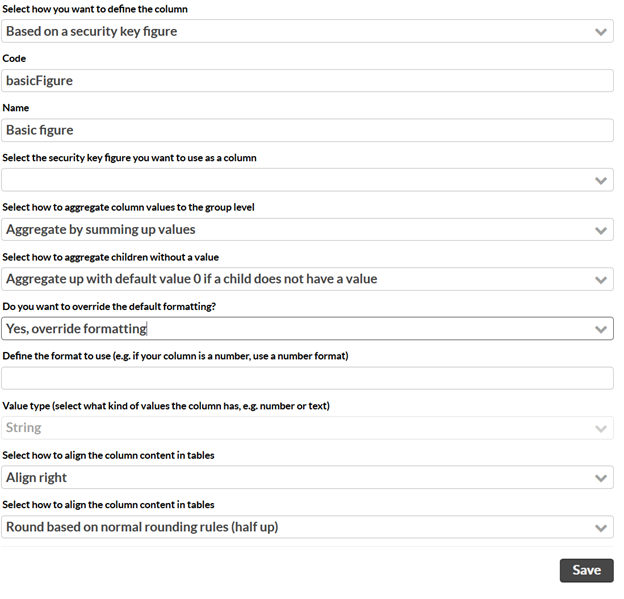 Select how you want to define the column
Based on a security key figure
Code
basicFigure
Name
Basic figure
Select the security key figure you want to use as a column
Select how to aggregate column values to the group level
Aggregate by summing up values
Select how to aggregate children without a value
Aggregate up with default value 0 if a child does not have a value
Do you want to override the default formatting?
Yes, override formatting
Define the format to use (e.g. if your column is a number, use a number format)
Value type (select what kind of values the column has, e.g. number or text)
String
Select how to align the column content in tables
Align right
Select how to align the column content in tables
Round based on normal rounding rules (half up)
Save